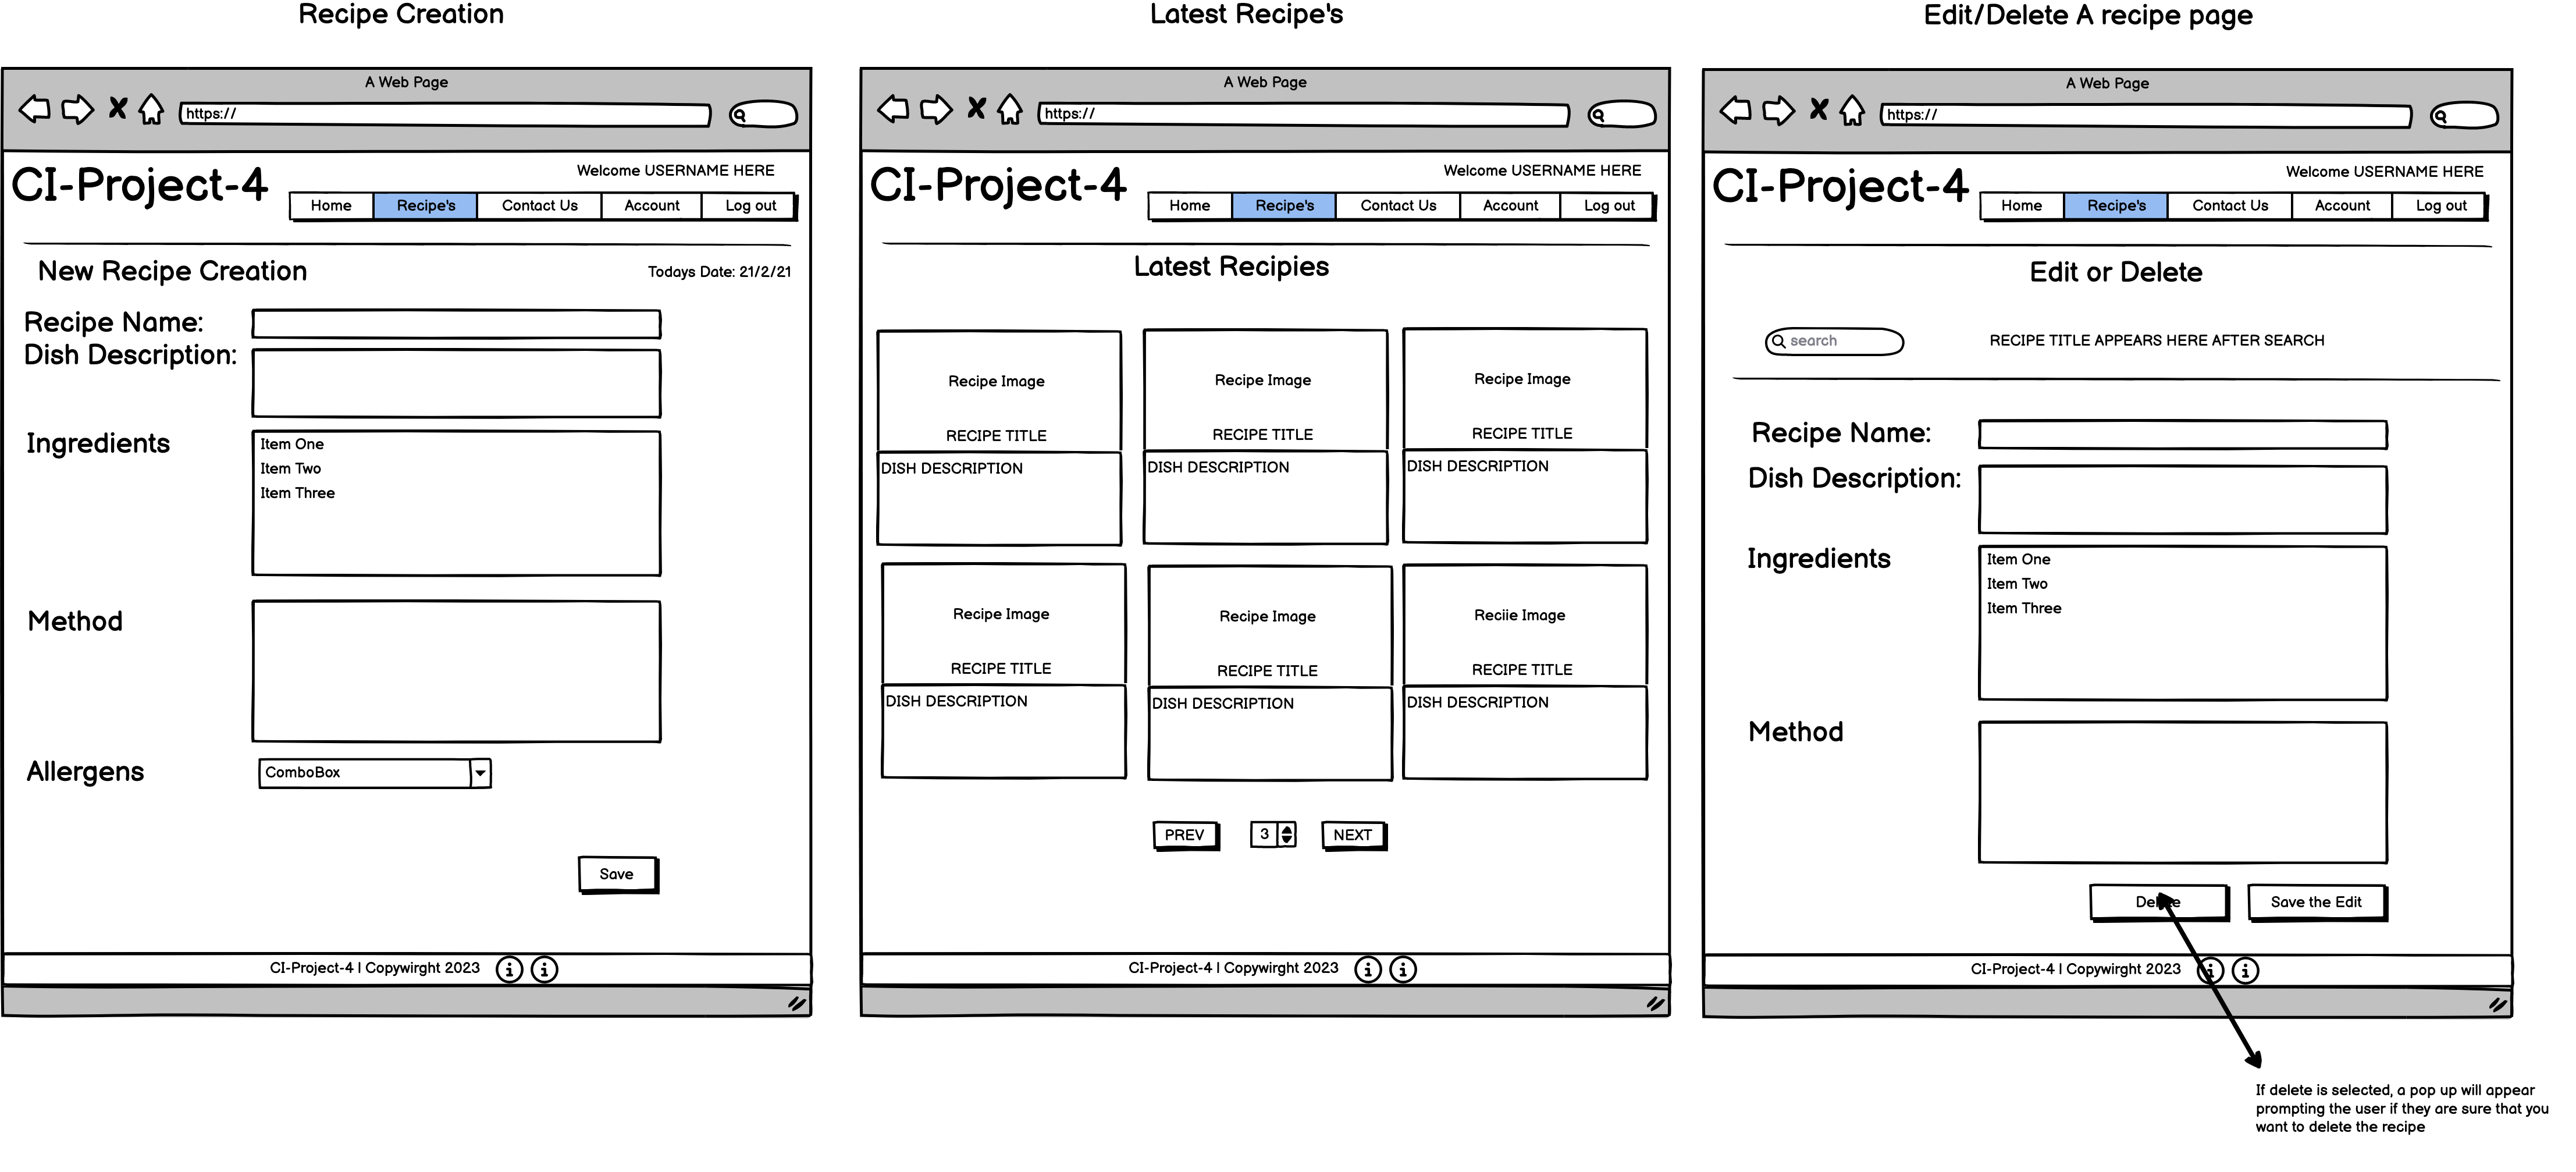 Recipe Creation
A Web Page
https://
CI-Project-4
Welcome USERNAME HERE
Home Recipe's Contact Us Account Log out
New Recipe Creation
Todays Date: 21/2/21
Recipe Name:
Dish Description:
Ingredients
Item One
Item Two
Item Three
Method
Allergens
ComboBox
Save
CI-Project-4 | Copywirght 2023
Latest Recipe's
A Web Page
https://
CI-Project-4
Welcome USERNAME HERE
Home Recipe's Contact Us Account Log out
Latest Recipies
Recipe Image
RECIPE TITLE
DISH DESCRIPTION
Recipe Image
RECIPE TITLE
DISH DESCRIPTION
Recipe Image
RECIPE TITLE
DISH DESCRIPTION
Recipe Image
RECIPE TITLE
DISH DESCRIPTION
Recipe Image
RECIPE TITLE
DISH DESCRIPTION
Reciie Image
RECIPE TITLE
DISH DESCRIPTION
PREV 3 NEXT
CI-Project-4 | Copywirght 2023
Edit/Delete A recipe page
A Web Page
https://
CI-Project-4
Welcome USERNAME HERE
Home Recipe's Contact Us Account Log out
Edit or Delete
search
RECIPE TITLE APPEARS HERE AFTER SEARCH
Recipe Name:
Dish Description:
Ingredients
Item One
Item Two
Item Three
Method
Delete Save the Edit
CI-Project-4 | Copywirght 2023
If delete is selected, a pop up will appear
prompting the user if they are sure that you
want to delete the recipe